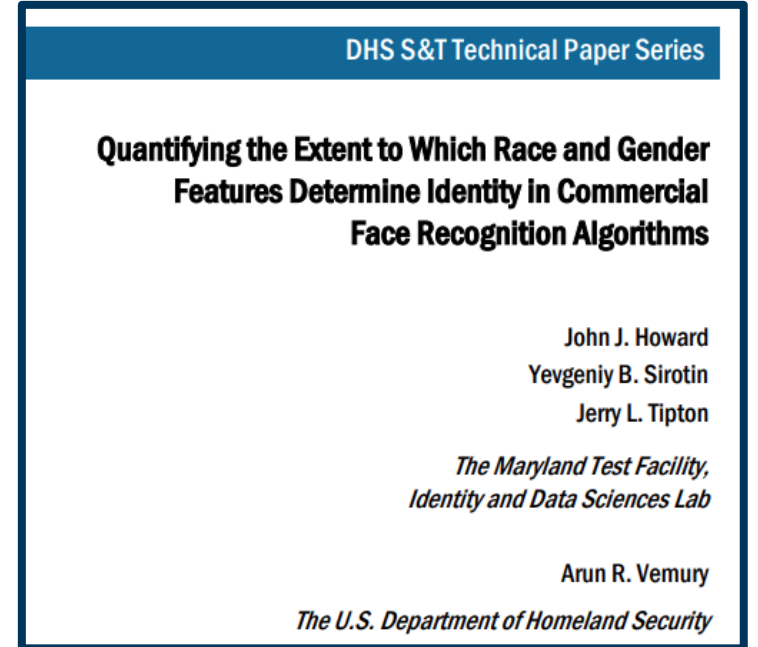 DHS S&T Technical Paper Series
Quantifying the Extent to Which Race and Gender
Features Determine Identity in Commercial
Face Recognition Algorithms
John J. Howard
Yevgeniy B. Sirotin
Jerry L. Tipton
The Maryland Test Facility,
Identity and Data Sciences Lab
Arun R. Vemury
The U.S. Department of Homeland Security